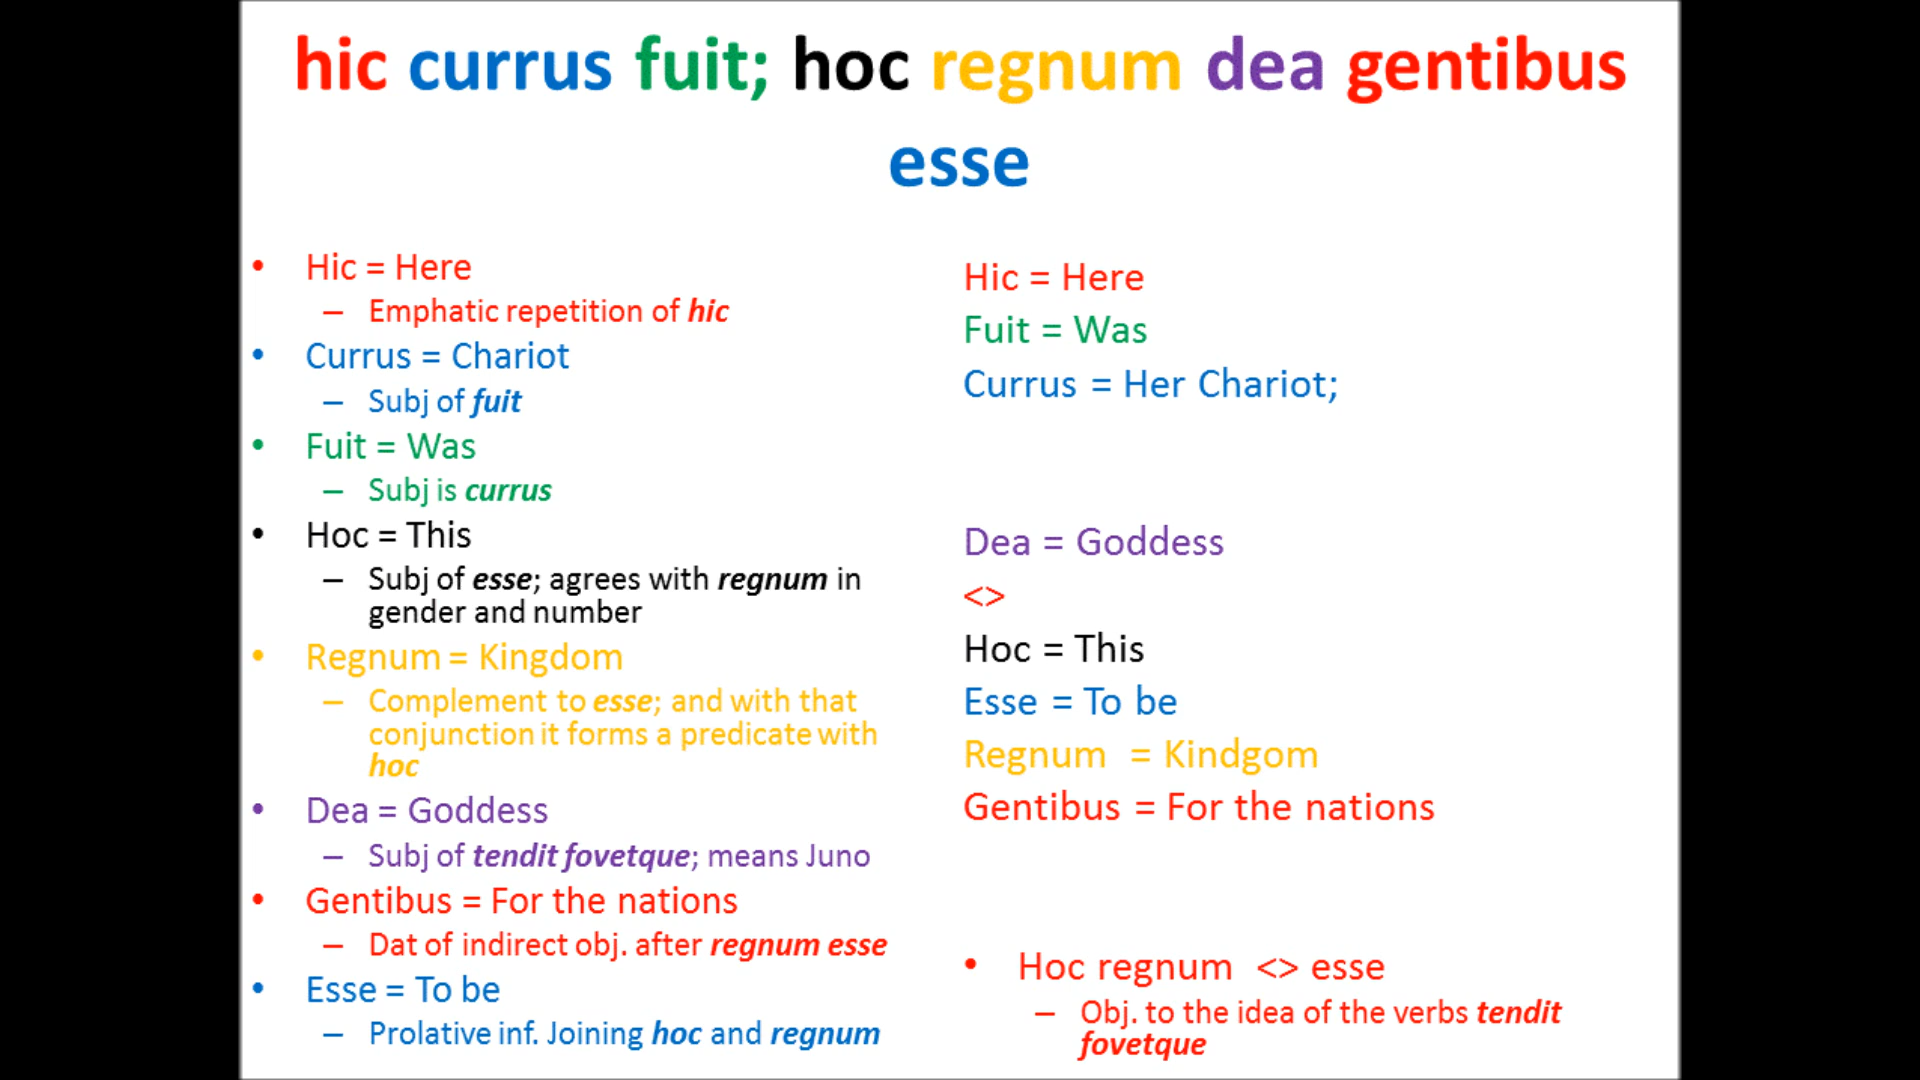 hic currus fuit; hoc regnum dea gentibus
esse
• Hic = Here
– Emphatic repetition of hic
• Currus = Chariot
– Subj of fuit
• Fuit = Was
– Subj is currus
• Hoc = This
– Subj of esse; agrees with regnum in
gender and number
• Regnum = Kingdom
– Complement to esse; and with that
conjunction it forms a predicate with
hoc
• Dea = Goddess
– Subj of tendit fovetque; means Juno
• Gentibus = For the nations
– Dat of indirect obj. after regnum esse
• Esse = To be
– Prolative inf. Joining hoc and regnum
Hic = Here
Fuit = Was
Currus = Her Chariot;
Dea = Goddess
<>
Hoc = This
Esse = To be
Regnum = Kindgom
Gentibus = For the nations
• Hoc regnum <> esse
– Obj. to the idea of the verbs tendit
fovetque